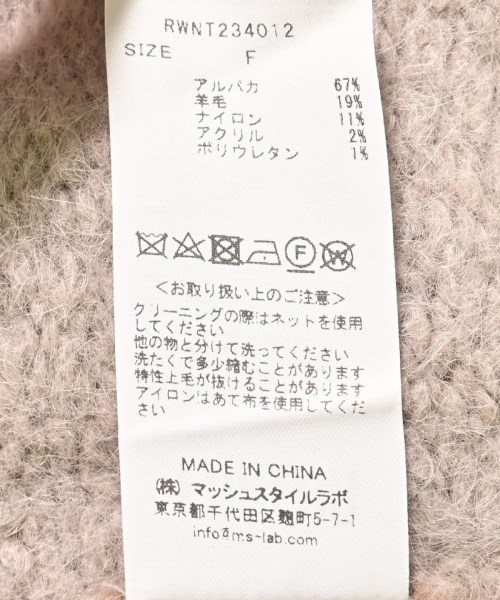 RWNT234012
SIZE F
アルパカ 67%
羊毛 19%
ナイロン 11%
アクリル 2%
ポリウレタン 1%
F W
＜お取り扱い上のご注意＞
クリーニングの際はネットを使用
してください
他の物と分けて洗ってください
洗たくで多少縮むことがあります
特性上毛が抜けることがあります
アイロンはあて布を使用してくだ
さい
MADE IN CHINA
(株) マッシュスタイルラボ
東京都千代田区麹町5-7-1
info@ms-lab.com